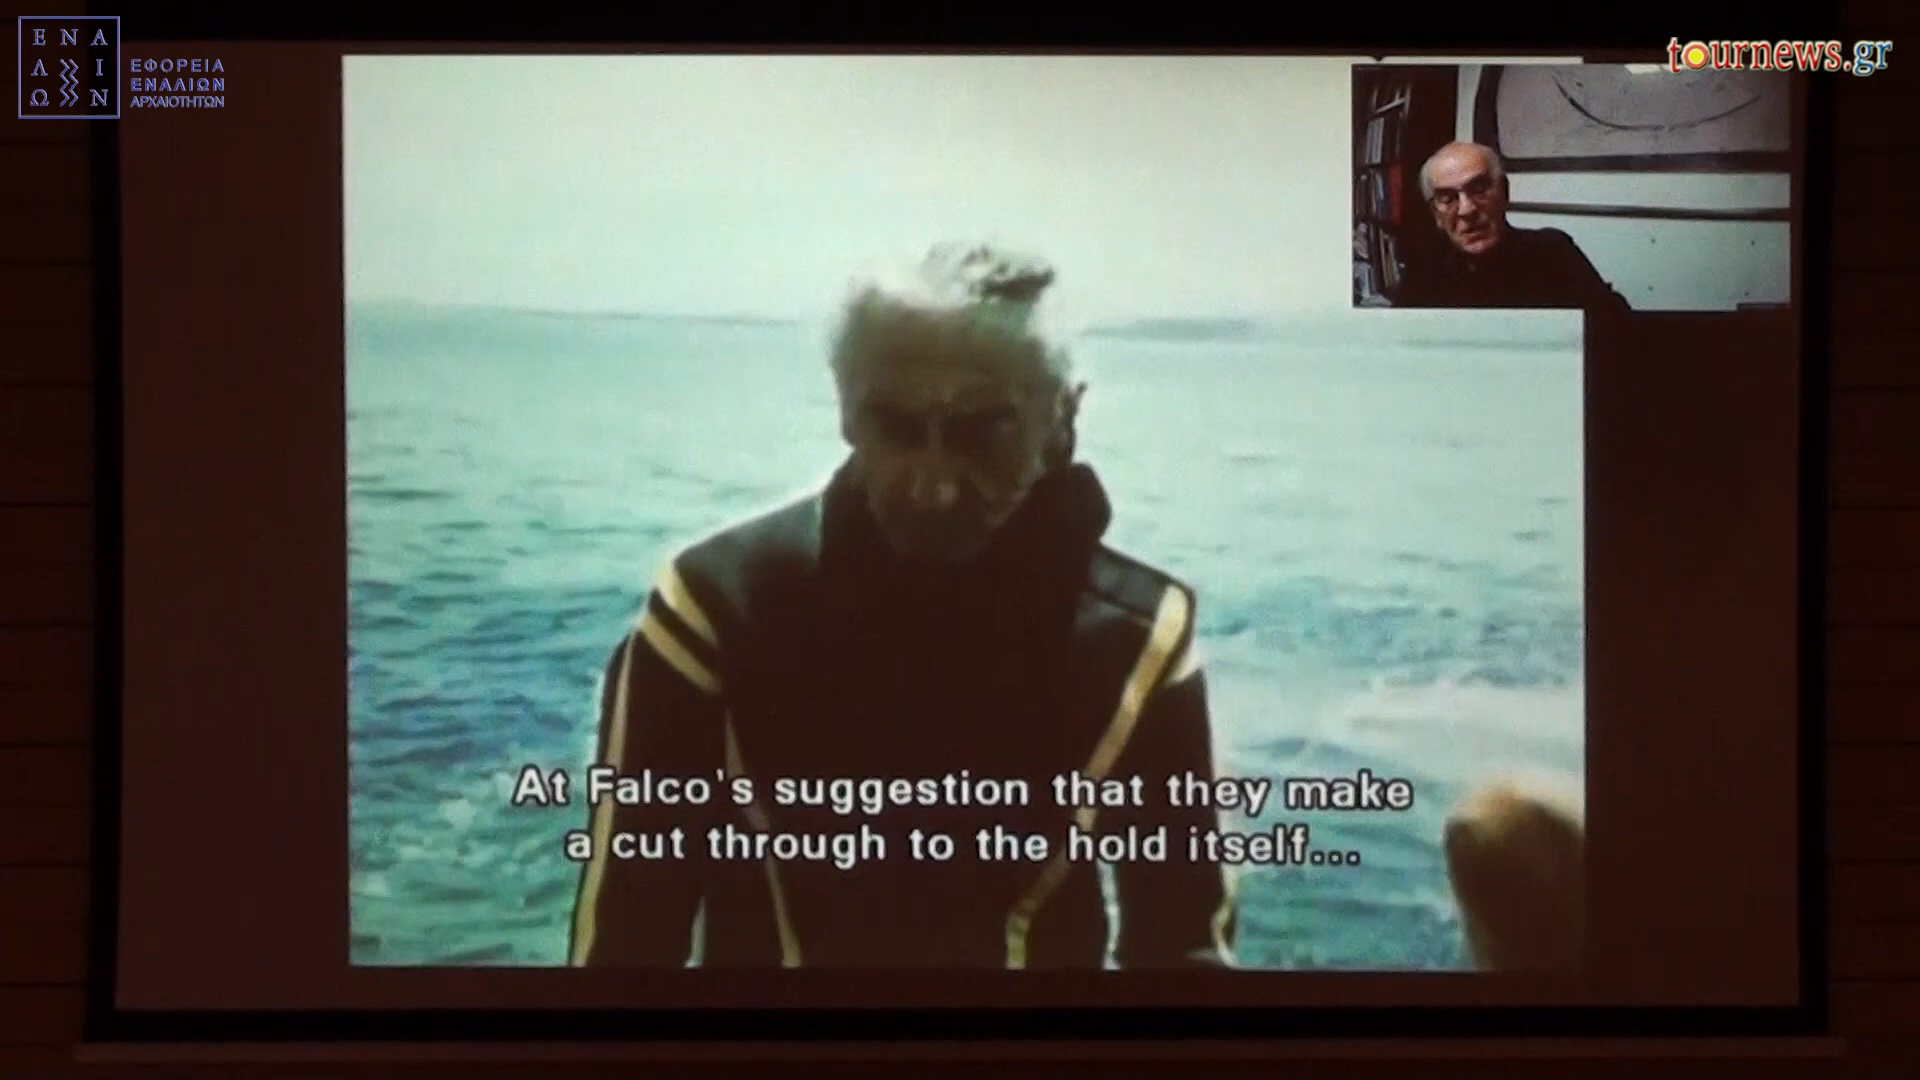 ΕΝΑ
ΛΙ
ΩΝ
ΕΦΟΡΕΙΑ
ΕΝΑΛΙΩΝ
ΑΡΧΑΙΟΤΗΤΩΝ
tournews.gr
At Falco's suggestion that they make
a cut through to the hold itself...